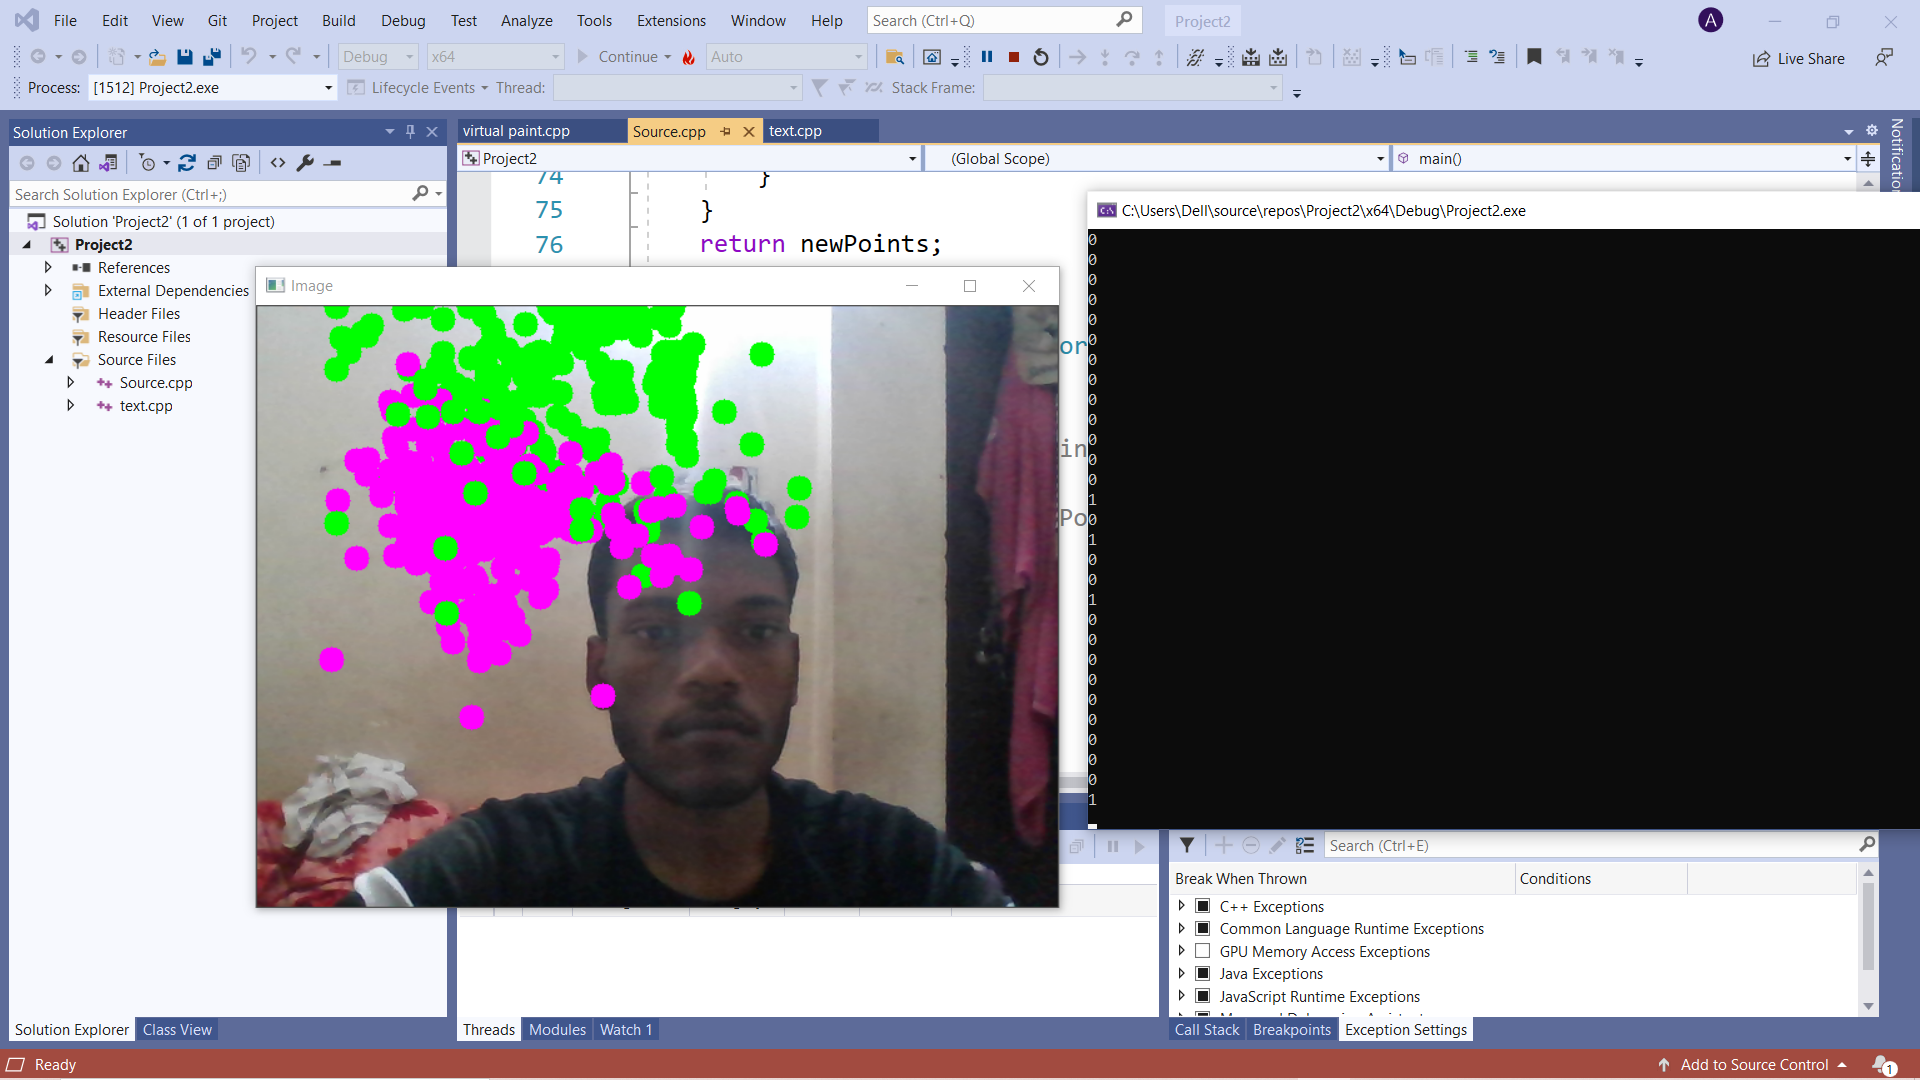 File Edit View Git Project Build Debug Test Analyze Tools Extensions Window Help Search (Ctrl+Q) Project2 A
Debug x64 Continue Auto Live Share
Process: [1512] Project2.exe Lifecycle Events Thread: Stack Frame:
Solution Explorer
Search Solution Explorer (Ctrl+;)
Solution 'Project2' (1 of 1 project)
Project2
References
External Dependencies
Header Files
Resource Files
Source Files
Source.cpp
text.cpp
virtual paint.cpp Source.cpp text.cpp
Project2 (Global Scope) main()
74 }
75 }
76 return newPoints;
or
in
Po
Image
C:\Users\Dell\source\repos\Project2\x64\Debug\Project2.exe
0
0
0
0
0
0
0
0
0
0
0
0
0
1
0
1
0
0
1
0
0
0
0
0
0
0
0
0
1
Search (Ctrl+E)
Break When Thrown Conditions
C++ Exceptions
Common Language Runtime Exceptions
GPU Memory Access Exceptions
Java Exceptions
JavaScript Runtime Exceptions
Solution Explorer Class View
Threads Modules Watch 1
Call Stack Breakpoints Exception Settings
Ready
Add to Source Control 1